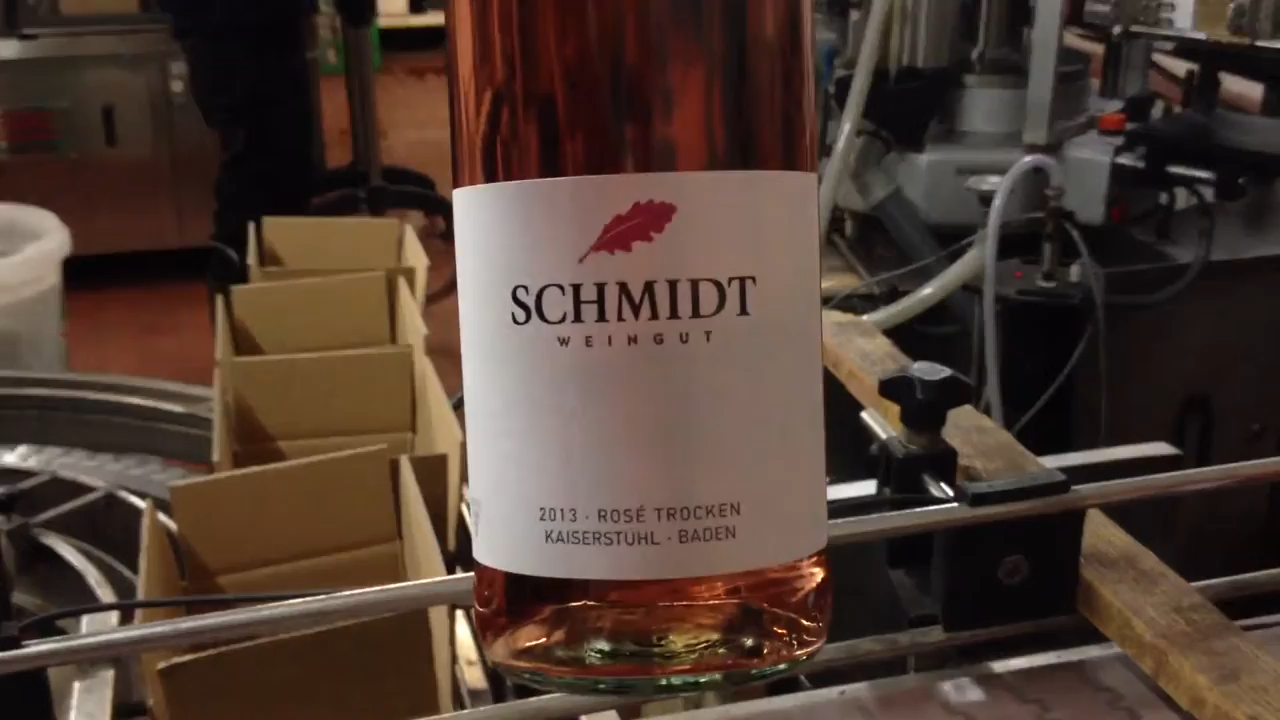 SCHMIDT
WEINGUT
2013 · ROSÉ TROCKEN
KAISERSTUHL · BADEN